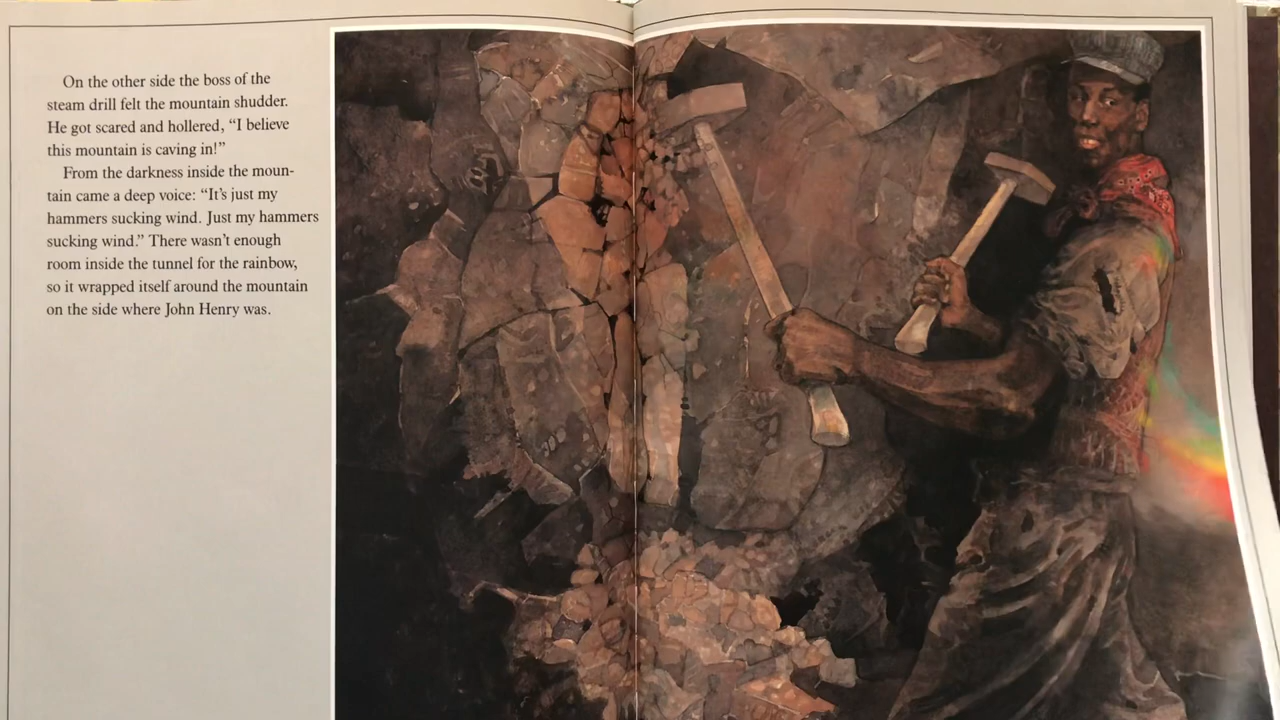 On the other side the boss of the
steam drill felt the mountain shudder.
He got scared and hollered, “I believe
this mountain is caving in!”
From the darkness inside the moun-
tain came a deep voice: “It’s just my
hammers sucking wind. Just my hammers
sucking wind.” There wasn’t enough
room inside the tunnel for the rainbow,
so it wrapped itself around the mountain
on the side where John Henry was.